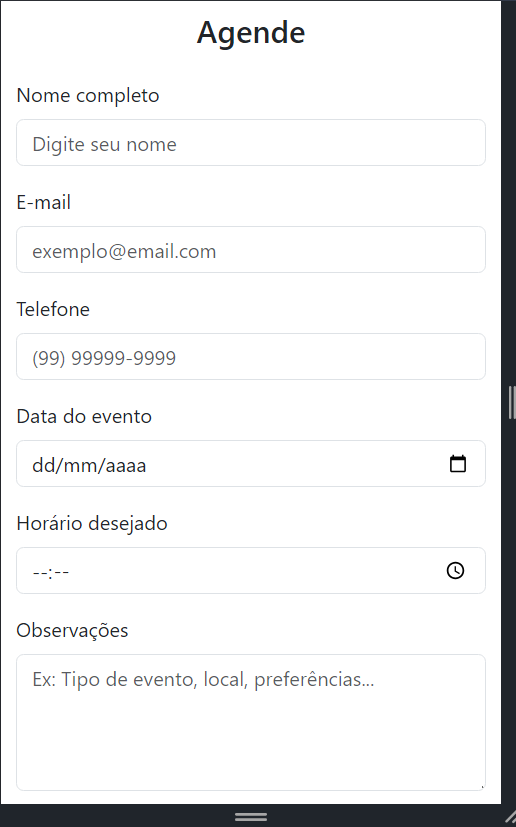 Agende
Nome completo
Digite seu nome
E-mail
exemplo@email.com
Telefone
(99) 99999-9999
Data do evento
dd/mm/aaaa
Horário desejado
--:--
Observações
Ex: Tipo de evento, local, preferências...